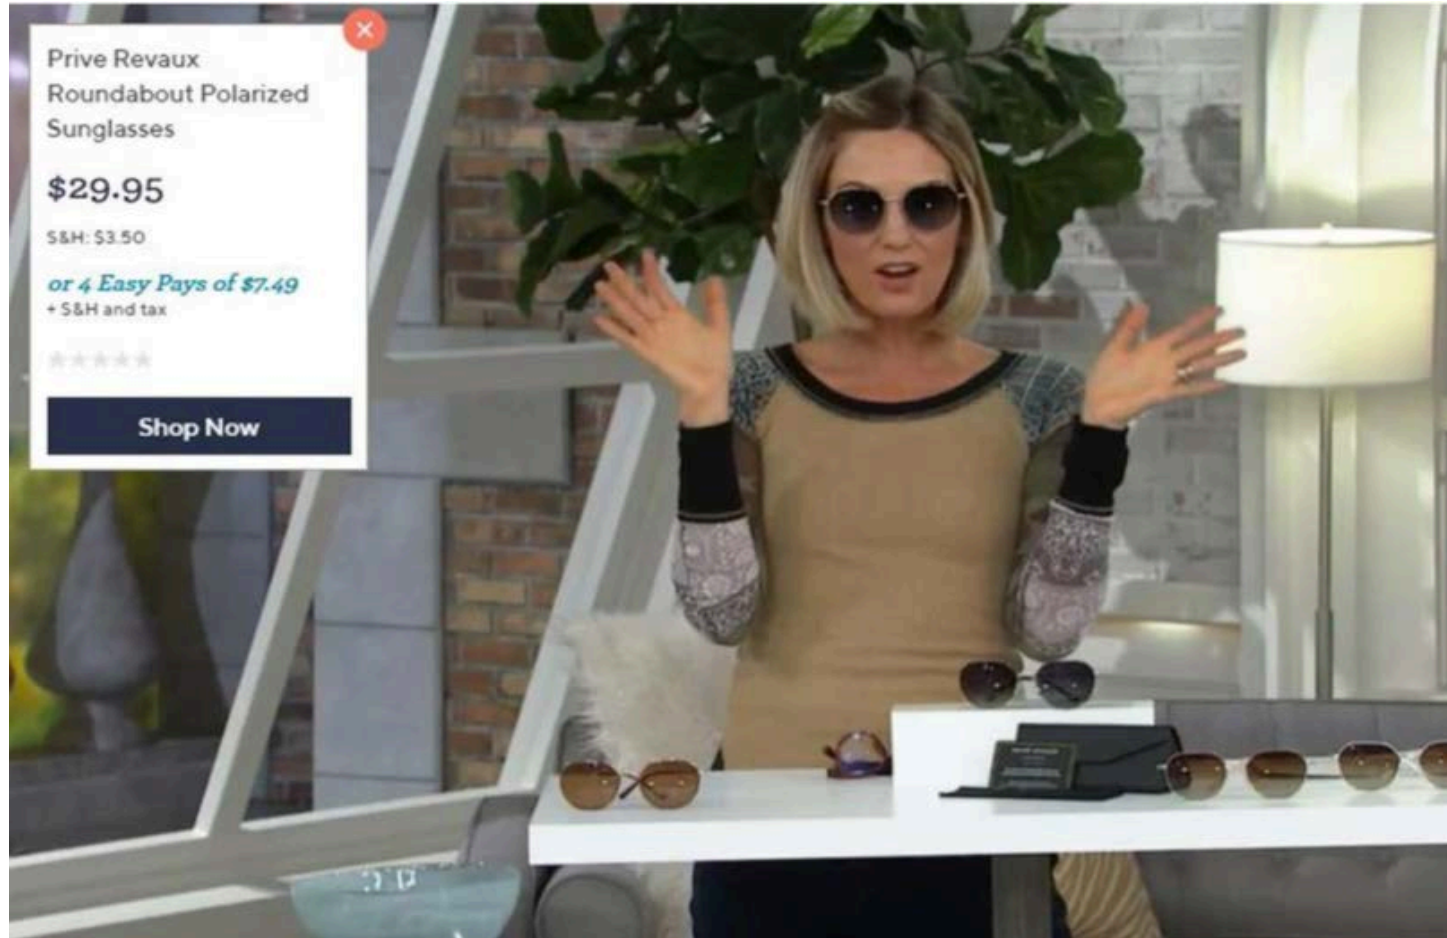 Prive Revaux
Roundabout Polarized
Sunglasses
$29.95
S&H: $3.50
or 4 Easy Pays of $7.49
+ S&H and tax
Shop Now